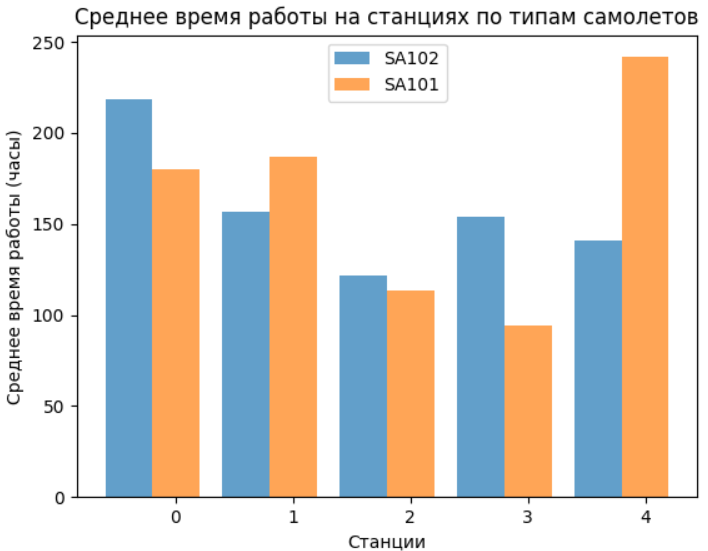 Среднее время работы на станциях по типам самолетов
SA102
SA101
Среднее время работы (часы)
250
200
150
100
50
0
0 1 2 3 4
Станции